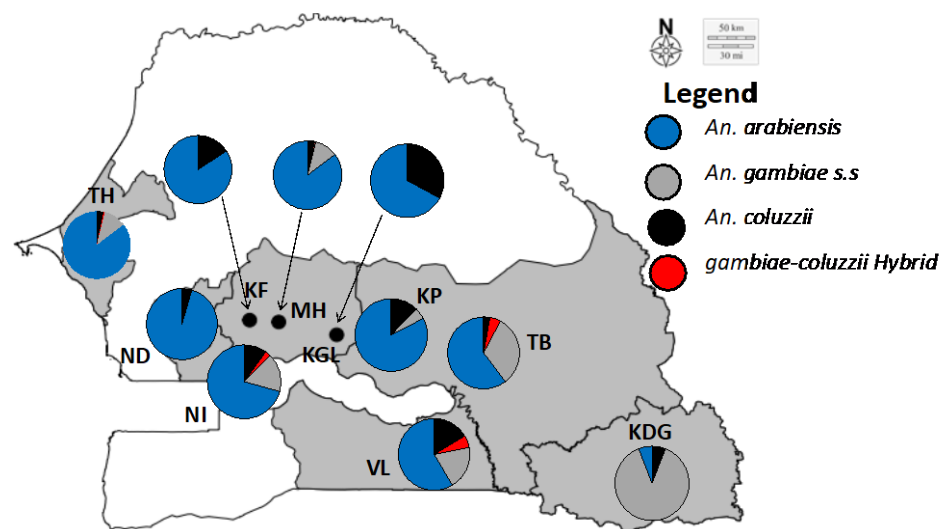 N
50 km
30 mi
Legend
An. arabiensis
An. gambiae s.s
An. coluzzii
gambiae-coluzzii Hybrid
TH
KF
MH
KGL
KP
ND
TB
NI
VL
KDG